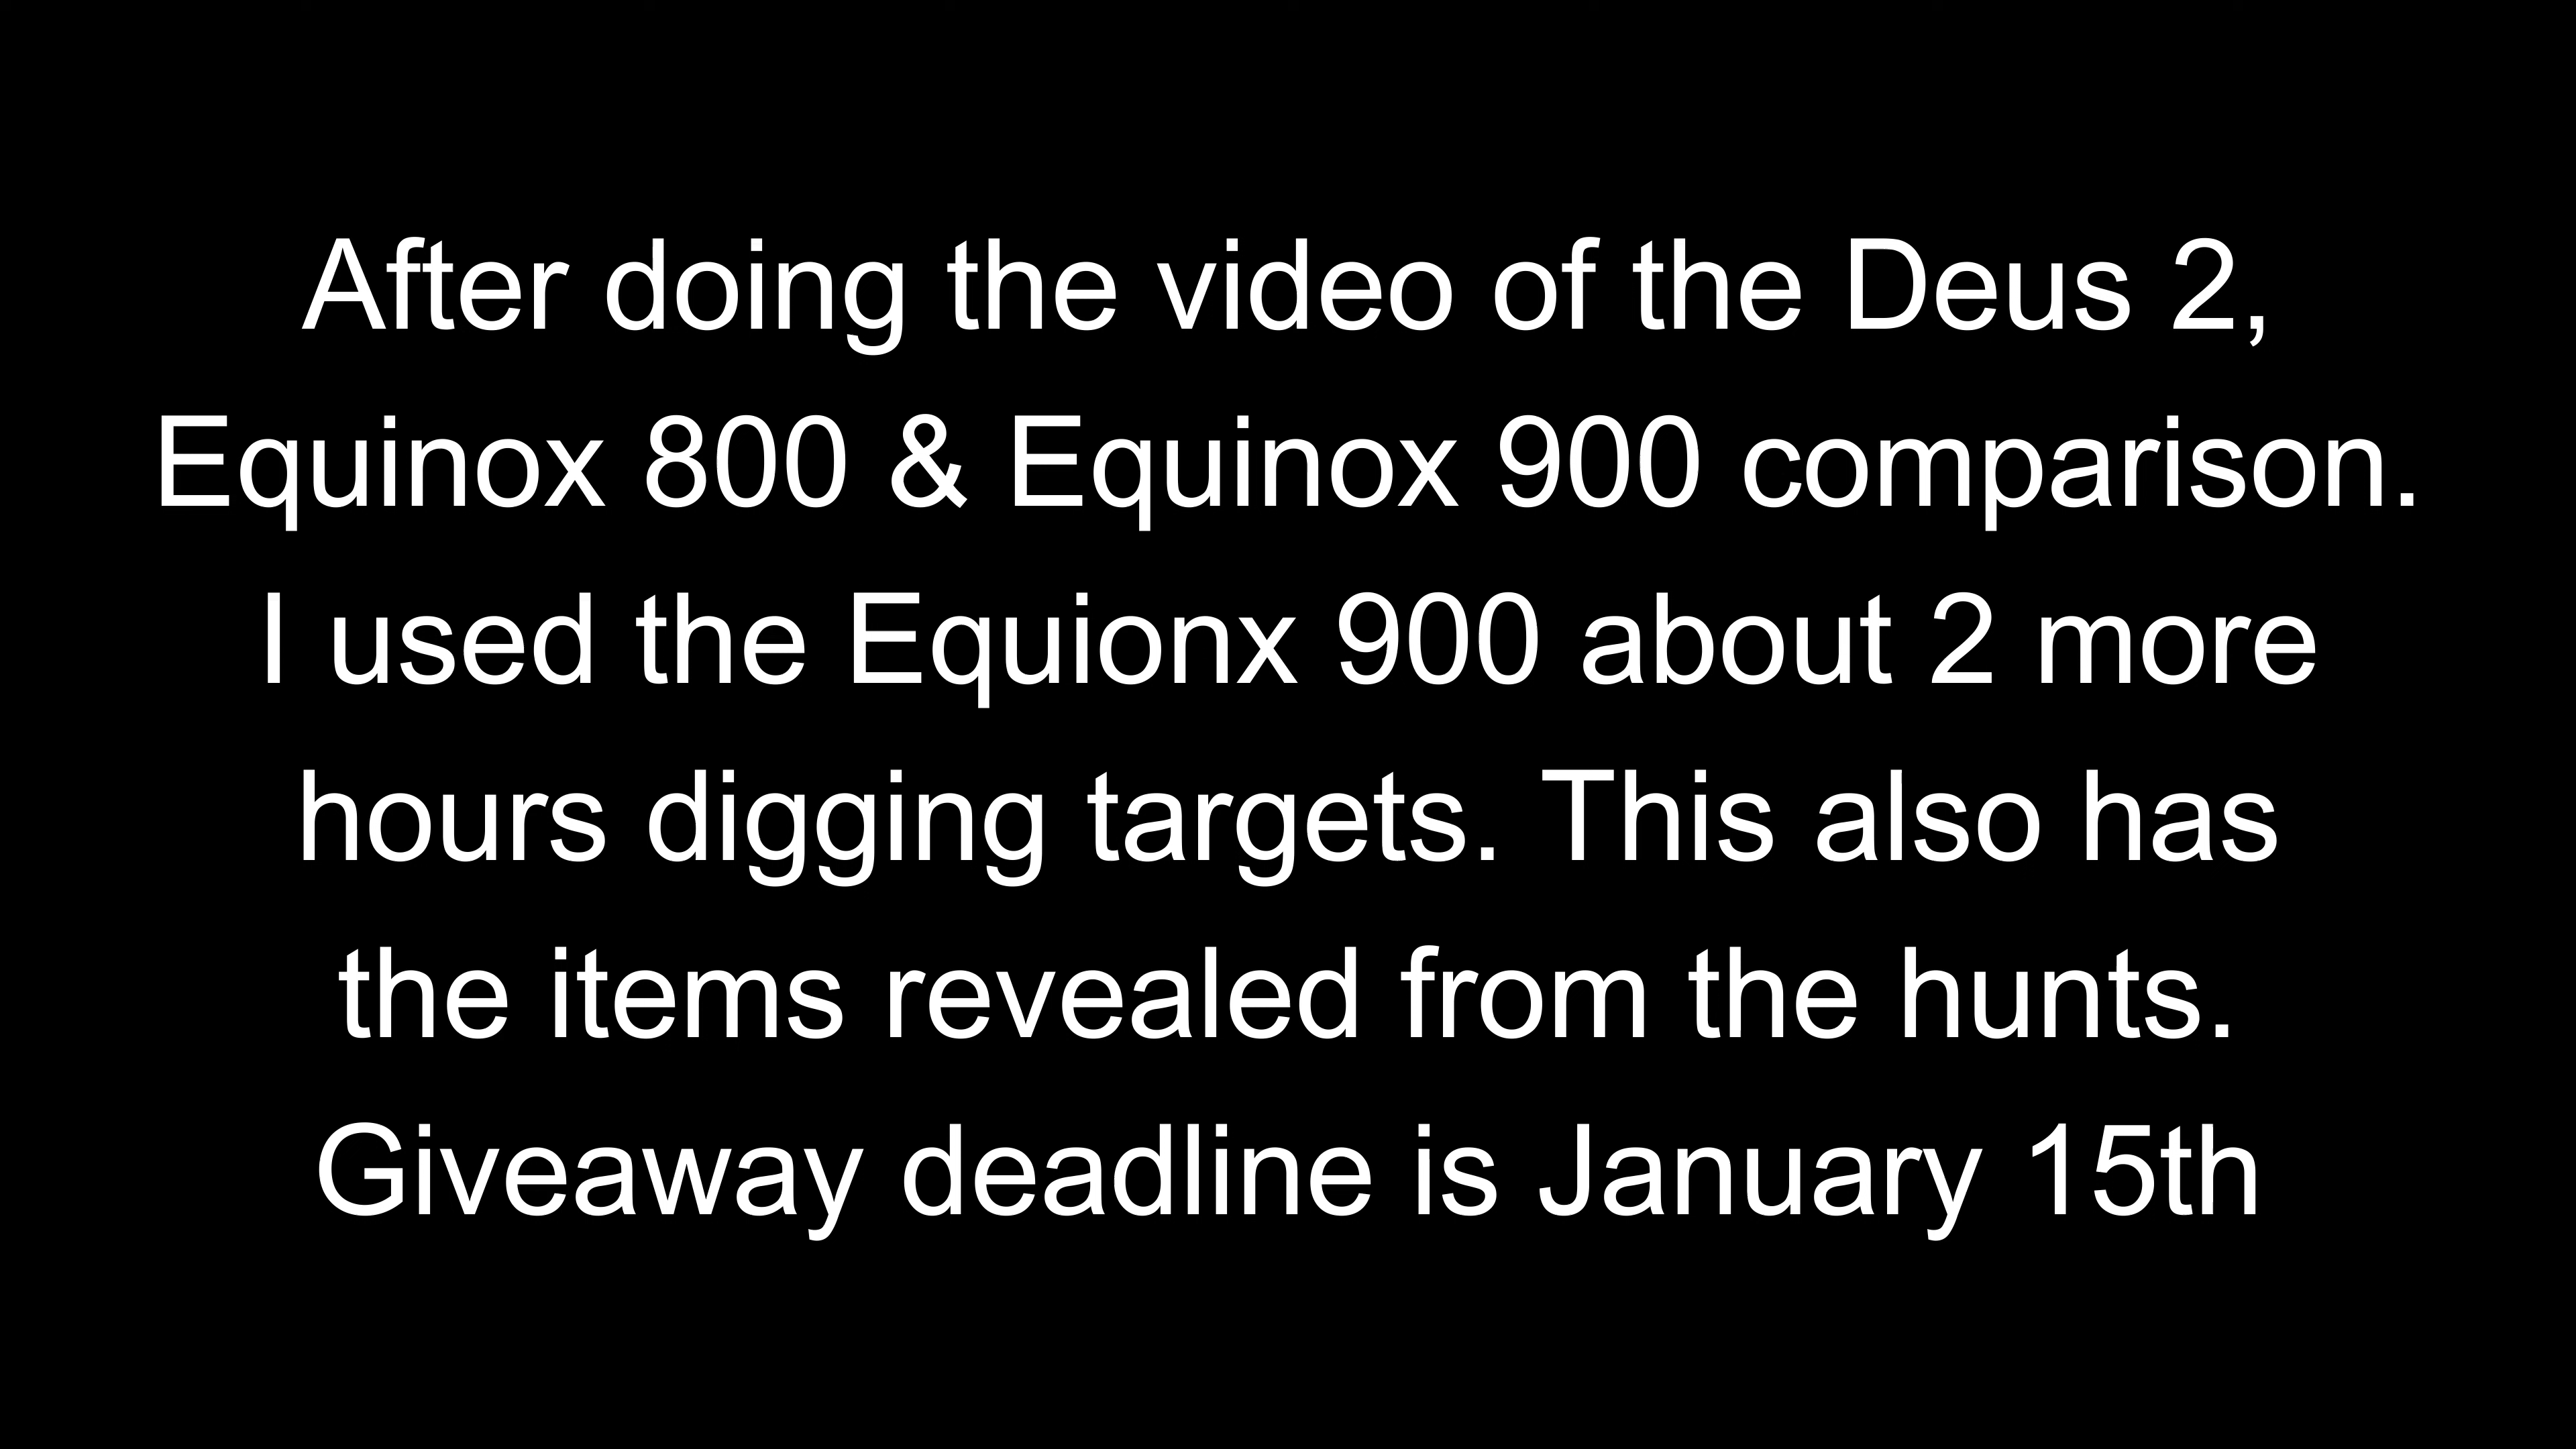 After doing the video of the Deus 2,
Equinox 800 & Equinox 900 comparison.
I used the Equionx 900 about 2 more
hours digging targets. This also has
the items revealed from the hunts.
Giveaway deadline is January 15th